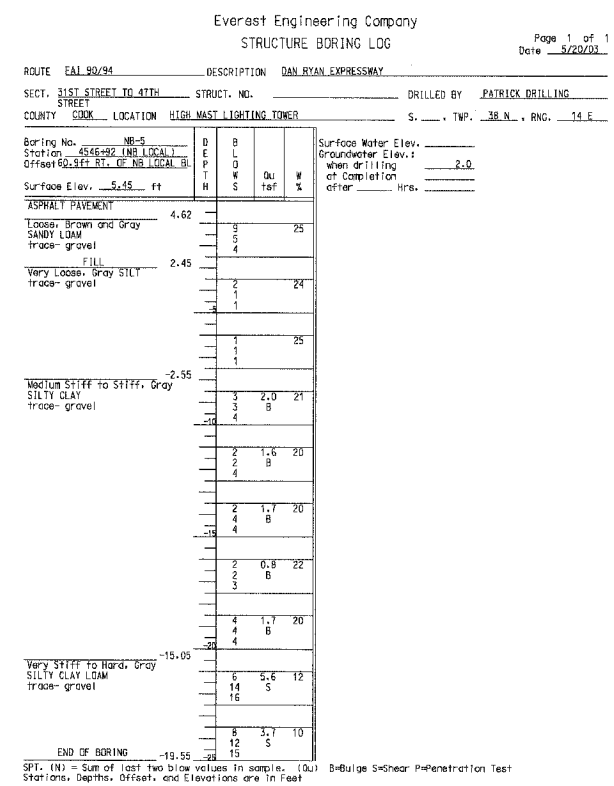 Everest Engineering Company
STRUCTURE BORING LOG
Page 1 of 1
Date 5/20/03
ROUTE FAI 90/94 DESCRIPTION DAN RYAN EXPRESSWAY
SECT. 31ST STREET TO 47TH STREET STRUCT. NO. DRILLED BY PATRICK DRILLING
COUNTY COOK LOCATION HIGH MAST LIGHTING TOWER S. , TWP. 38 N , RNG. 14 E
Boring No. NB-5
Station 4546+92 (NB LOCAL)
Offset 60.9ft RT. OF NB LOCAL BL
Surface Elev. 5.45 ft
DEPTH BLOWS Qu tsf W %
Surface Water Elev.
Groundwater Elev.:
when drilling 2.0
at Completion
after Hrs.
ASPHALT PAVEMENT
4.62
Loose, Brown and Gray 9 25
SANDY LOAM 5
trace- gravel 4
FILL 2.45
Very Loose, Gray SILT
trace- gravel 2 24
1
-5 1
1 25
1
1
-2.55
Medium Stiff to Stiff, Gray
SILTY CLAY 3 2.0 21
trace- gravel 3 B
-10 4
2 1.6 20
2 B
4
2 1.7 20
4 B
-15 4
2 0.8 22
2 B
3
4 1.7 20
4 B
-20 4
-15.05
Very Stiff to Hard, Gray
SILTY CLAY LOAM 6 5.6 12
trace- gravel 14 S
16
8 3.7 10
12 S
END OF BORING -19.55 -25 15
SPT. (N) = Sum of last two blow values in sample. (Qu) B=Bulge S=Shear P=Penetration Test
Stations, Depths, Offset, and Elevations are in Feet